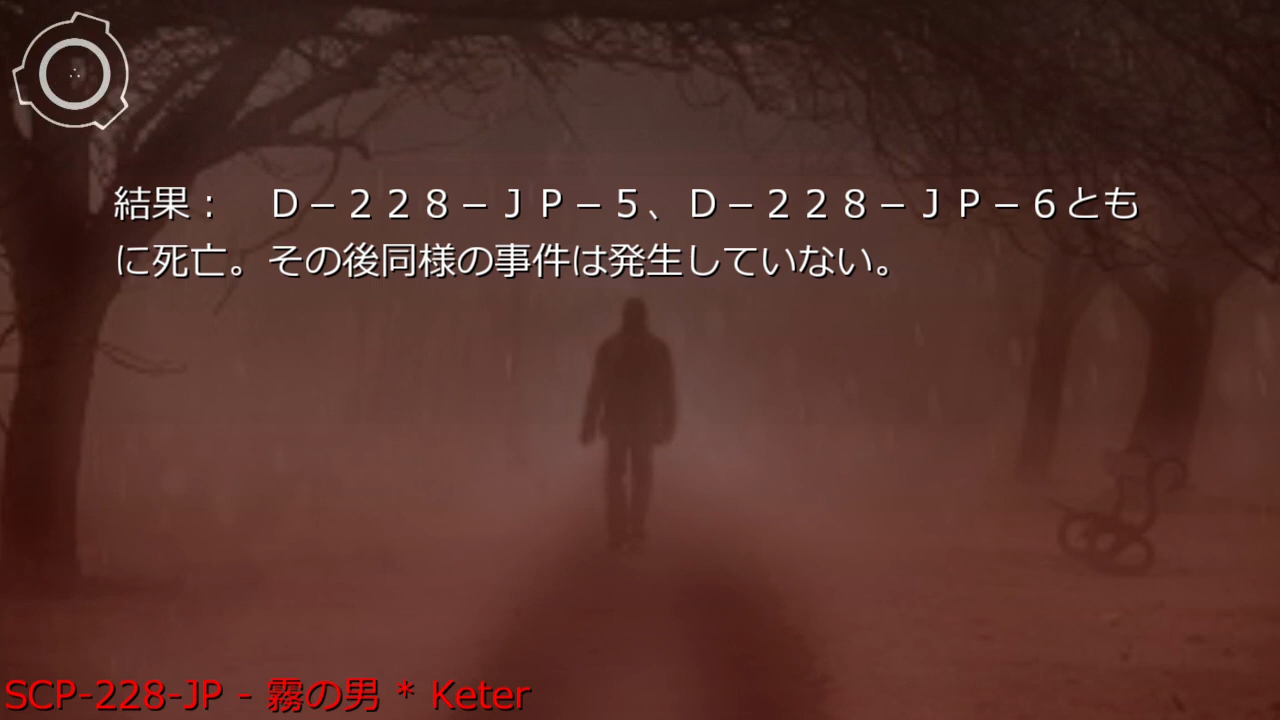 結果：　Ｄ－２２８－ＪＰ－５、Ｄ－２２８－ＪＰ－６とも
に死亡。その後同様の事件は発生していない。
SCP-228-JP - 霧の男 * Keter